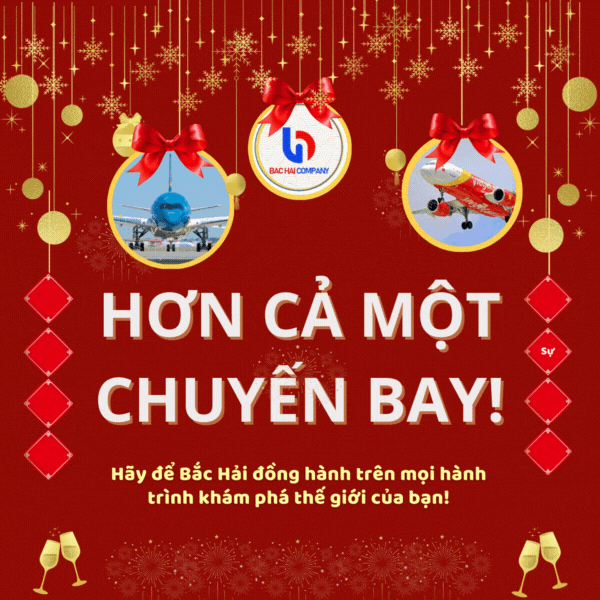 BAC HAI COMPANY
HƠN CẢ MỘT
CHUYẾN BAY!
Sự
Hãy để Bắc Hải đồng hành trên mọi hành
trình khám phá thế giới của bạn!